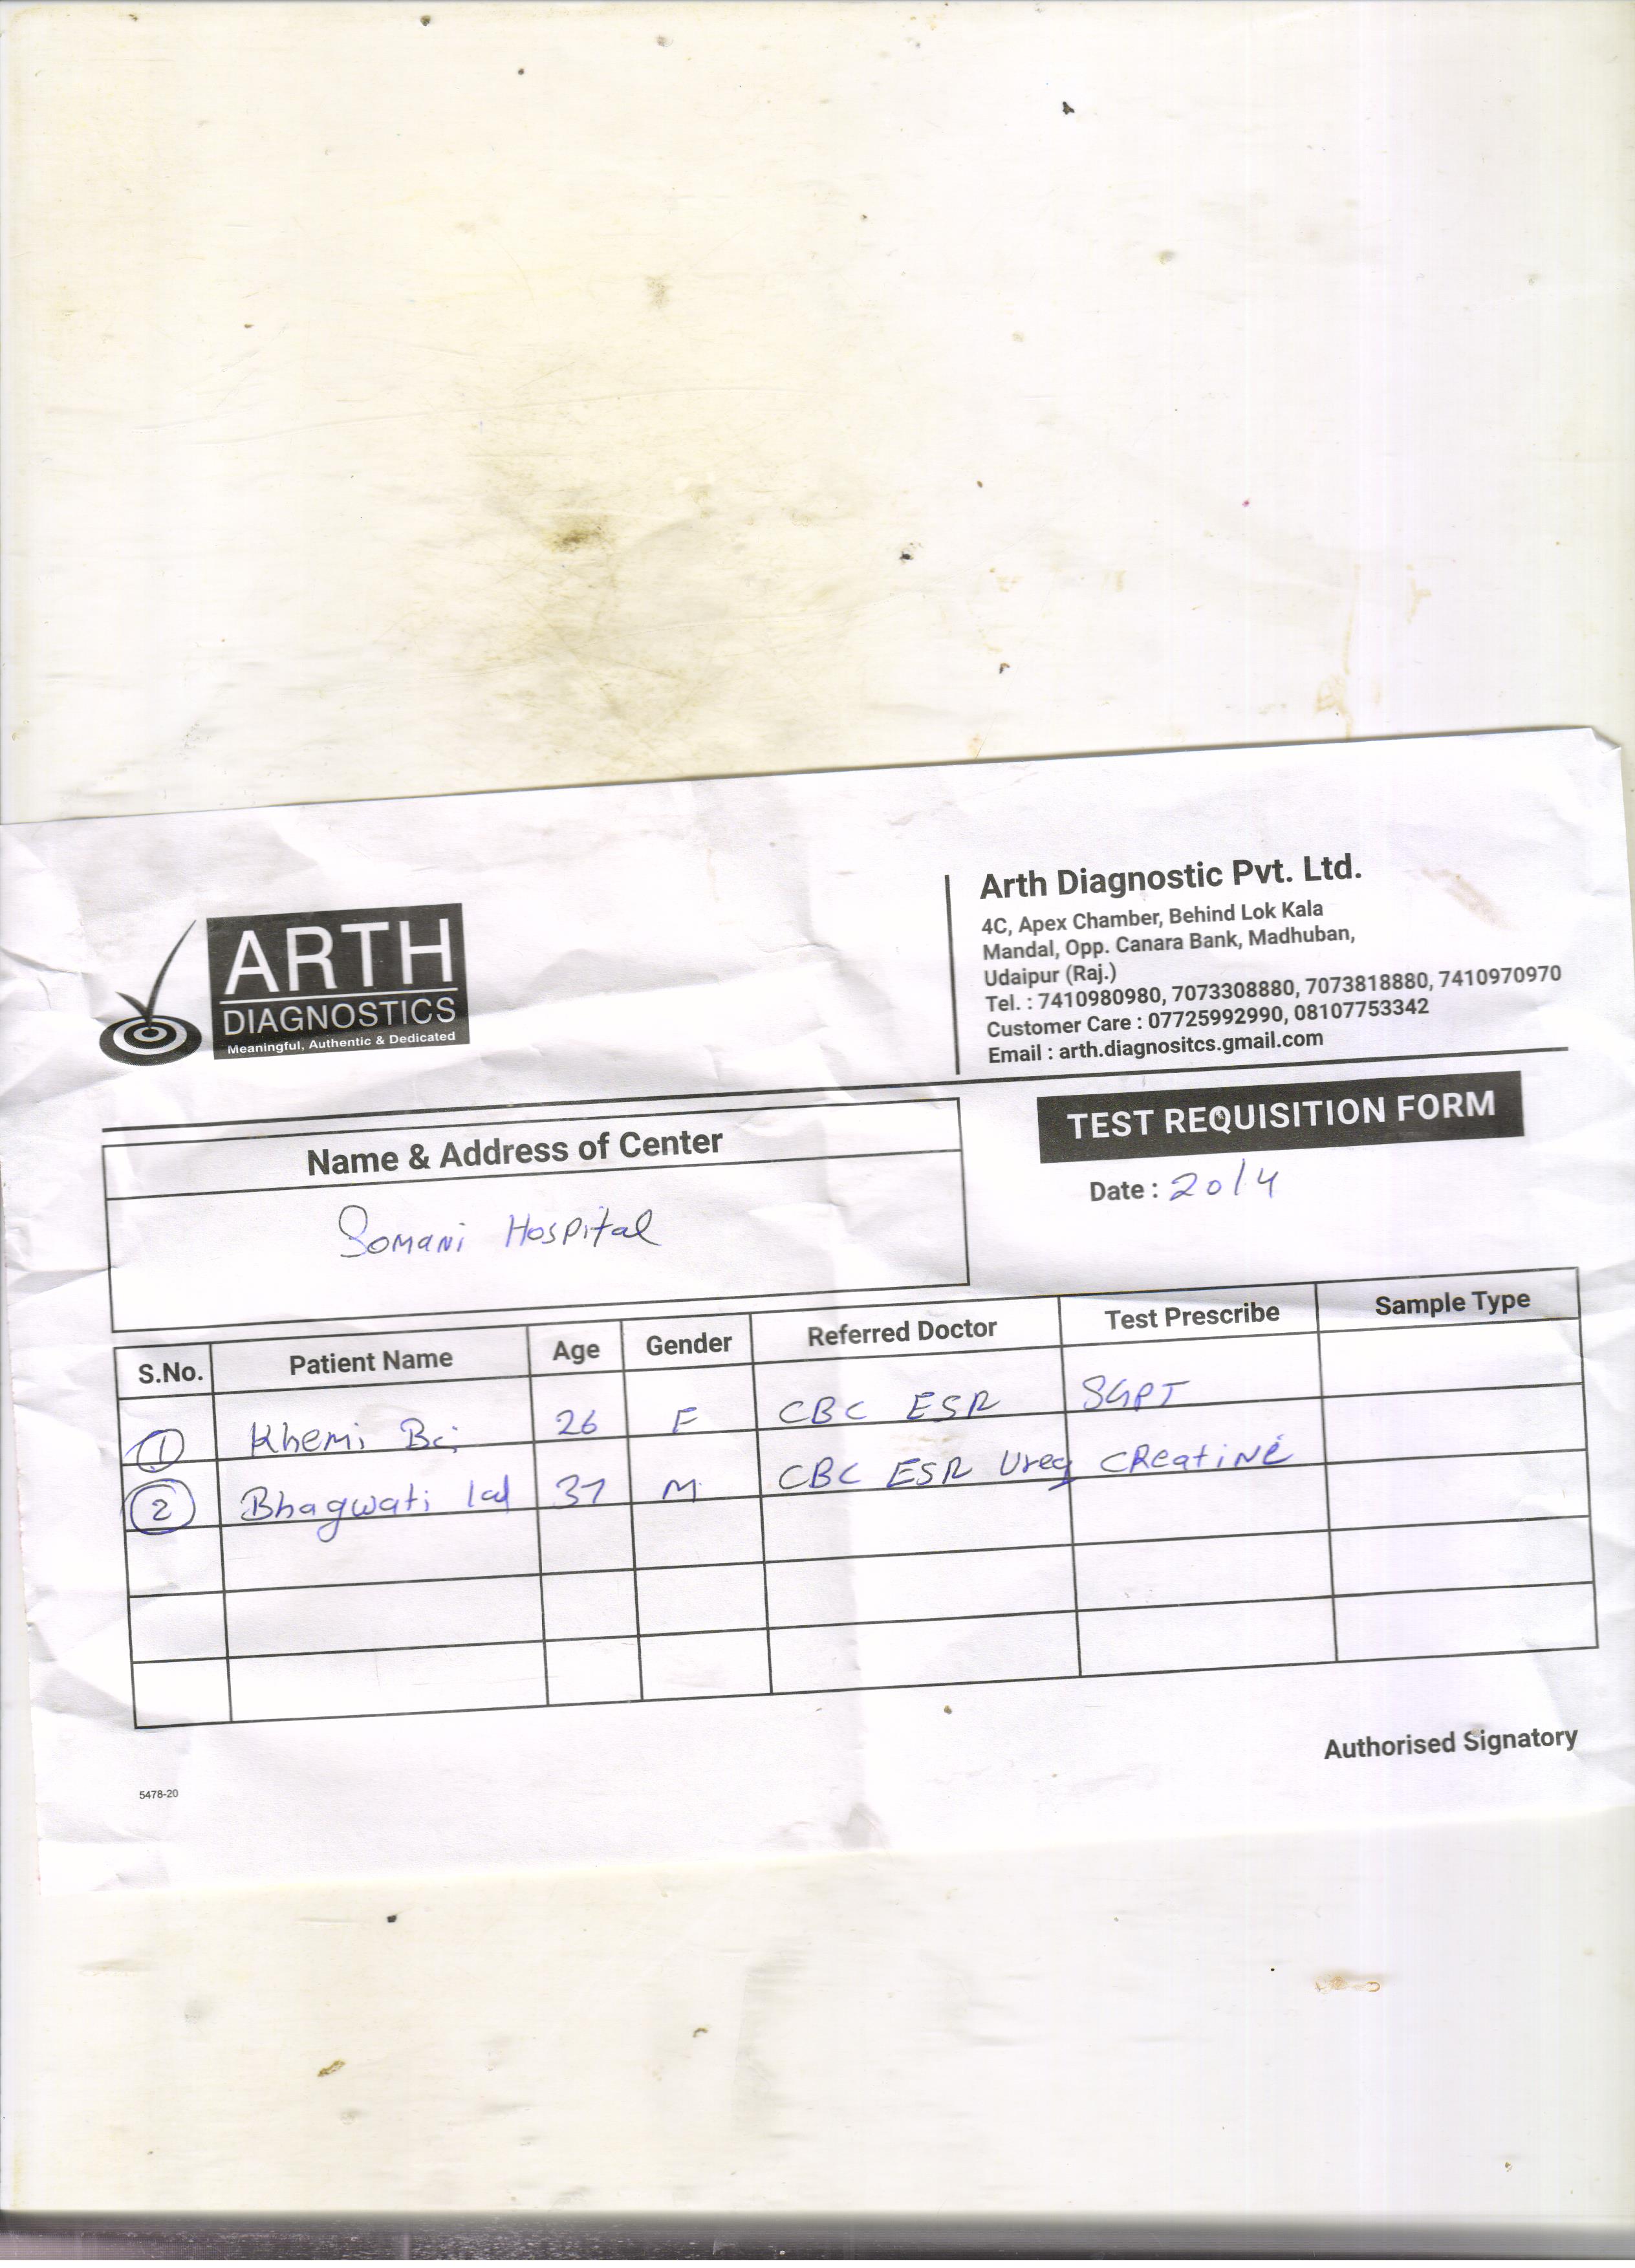 ARTH
DIAGNOSTICS
Meaningful, Authentic & Dedicated
Arth Diagnostic Pvt. Ltd.
4C, Apex Chamber, Behind Lok Kala
Mandal, Opp. Canara Bank, Madhuban,
Udaipur (Raj.)
Tel. : 7410980980, 7073308880, 7073818880, 7410970970
Customer Care : 07725992990, 08107753342
Email : arth.diagnositcs.gmail.com
TEST REQUISITION FORM
Date : 20/4
Name & Address of Center
Somani Hospital
S.No. Patient Name Age Gender Referred Doctor Test Prescribe Sample Type
1 Khemi 26 F CBC ESR SGPT
2 Bhagwati lal 37 M CBC ESR Urea CReatiNe
Authorised Signatory
5478-20